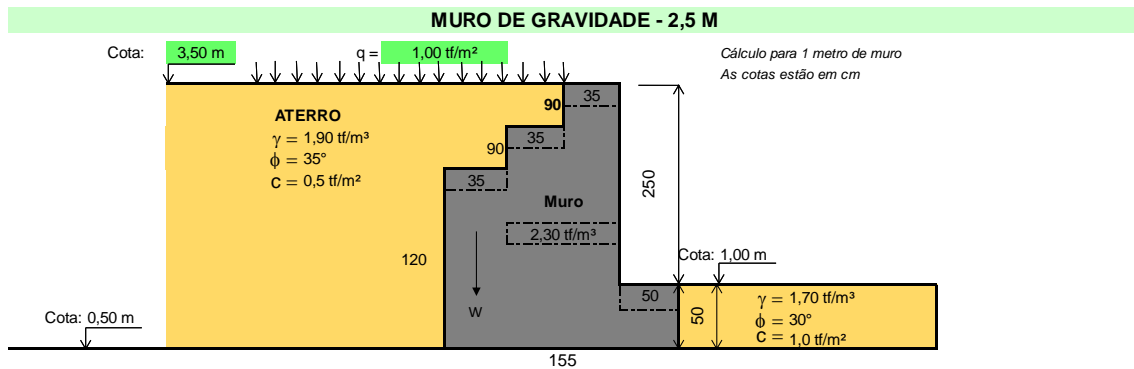 MURO DE GRAVIDADE - 2,5 M
Cota: 3,50 m
q = 1,00 tf/m²
Cálculo para 1 metro de muro
As cotas estão em cm
90
35
ATERRO
γ = 1,90 tf/m³
ϕ = 35°
c = 0,5 tf/m²
90
35
35
250
Muro
2,30 tf/m³
120
Cota: 1,00 m
W
50
50
γ = 1,70 tf/m³
ϕ = 30°
c = 1,0 tf/m²
Cota: 0,50 m
155